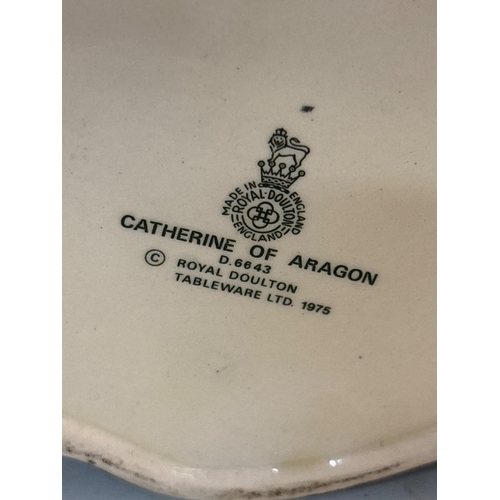 MADE IN ENGLAND
ROYAL DOULTON
ENGLAND
CATHERINE OF ARAGON
D.6643
© ROYAL DOULTON
TABLEWARE LTD. 1975